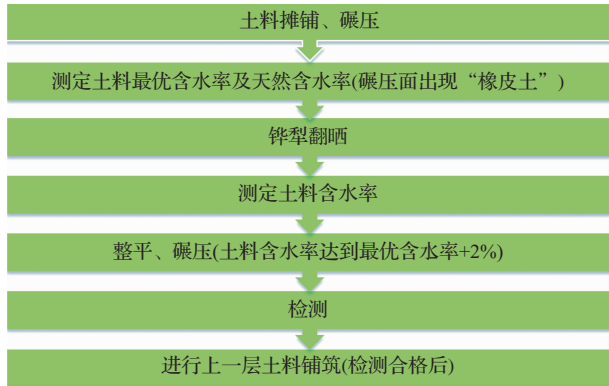 土料摊铺、碾压
测定土料最优含水率及天然含水率(碾压面出现“橡皮土”)
铧犁翻晒
测定土料含水率
整平、碾压(土料含水率达到最优含水率+2%)
检测
进行上一层土料铺筑(检测合格后)